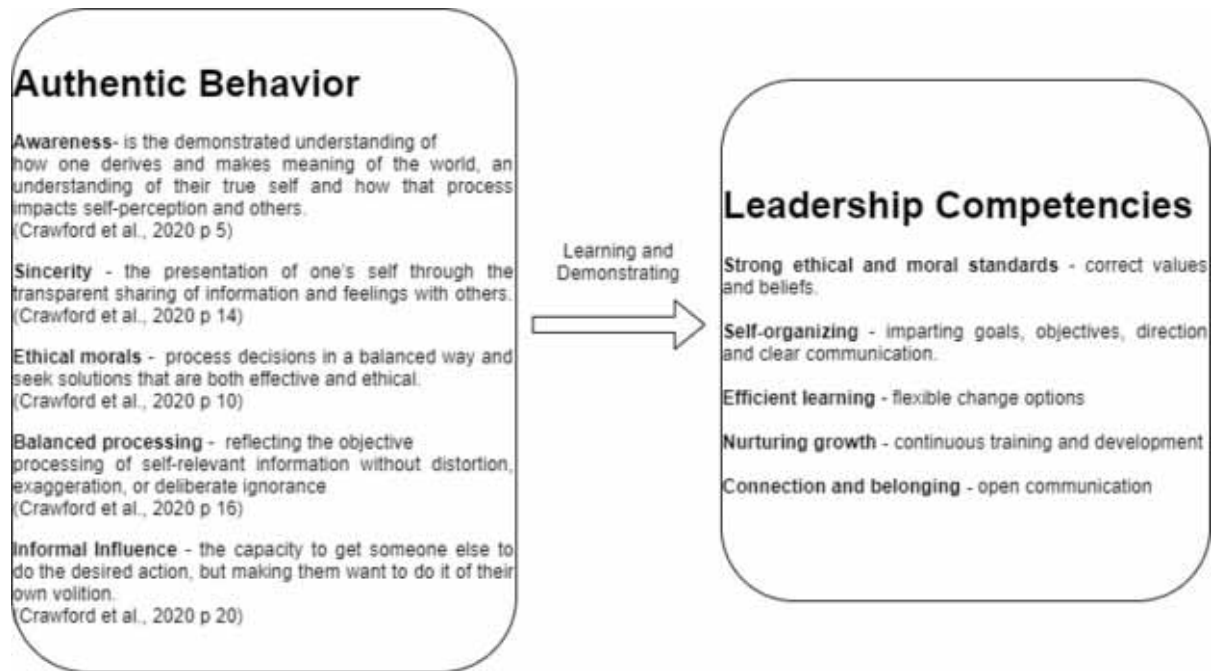 Authentic Behavior
Awareness- is the demonstrated understanding of
how one derives and makes meaning of the world, an
understanding of their true self and how that process
impacts self-perception and others.
(Crawford et al., 2020 p 5)
Sincerity - the presentation of one's self through the
transparent sharing of information and feelings with others.
(Crawford et al., 2020 p 14)
Ethical morals - process decisions in a balanced way and
seek solutions that are both effective and ethical.
(Crawford et al., 2020 p 10)
Balanced processing - reflecting the objective
processing of self-relevant information without distortion,
exaggeration, or deliberate ignorance
(Crawford et al., 2020 p 16)
Informal Influence - the capacity to get someone else to
do the desired action, but making them want to do it of their
own volition.
(Crawford et al., 2020 p 20)
Learning and
Demonstrating
Leadership Competencies
Strong ethical and moral standards - correct values
and beliefs.
Self-organizing - imparting goals, objectives, direction
and clear communication.
Efficient learning - flexible change options
Nurturing growth - continuous training and development
Connection and belonging - open communication